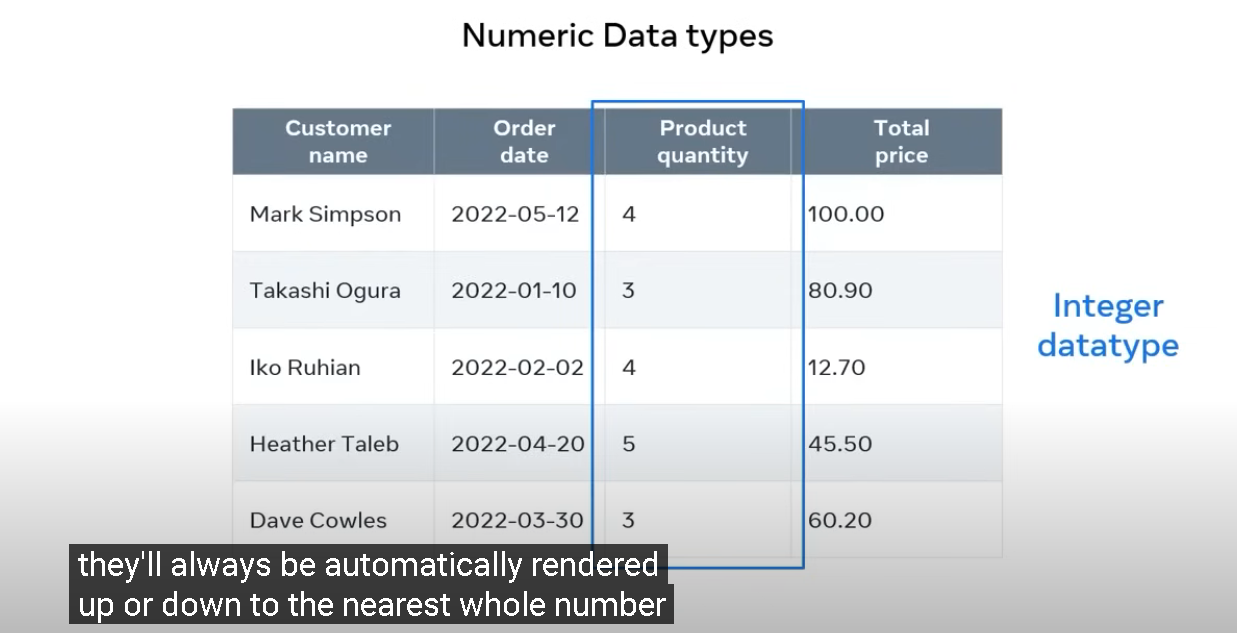 Numeric Data types
Customer name Order date Product quantity Total price
Mark Simpson 2022-05-12 4 100.00
Takashi Ogura 2022-01-10 3 80.90
Iko Ruhian 2022-02-02 4 12.70
Heather Taleb 2022-04-20 5 45.50
Dave Cowles 2022-03-30 3 60.20
Integer
datatype
they'll always be automatically rendered
up or down to the nearest whole number